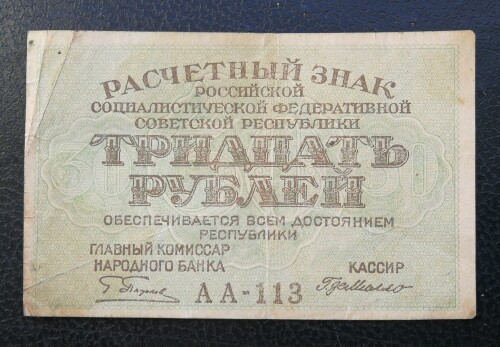 РАСЧЕТНЫЙ ЗНАК
РОССИЙСКОЙ
СОЦИАЛИСТИЧЕСКОЙ ФЕДЕРАТИВНОЙ
СОВЕТСКОЙ РЕСПУБЛИКИ
ТРИДЦАТЬ
РУБЛЕЙ
ОБЕСПЕЧИВАЕТСЯ ВСЕМ ДОСТОЯНИЕМ
РЕСПУБЛИКИ
ГЛАВНЫЙ КОМИССАР
НАРОДНОГО БАНКА
КАССИР
АА-113